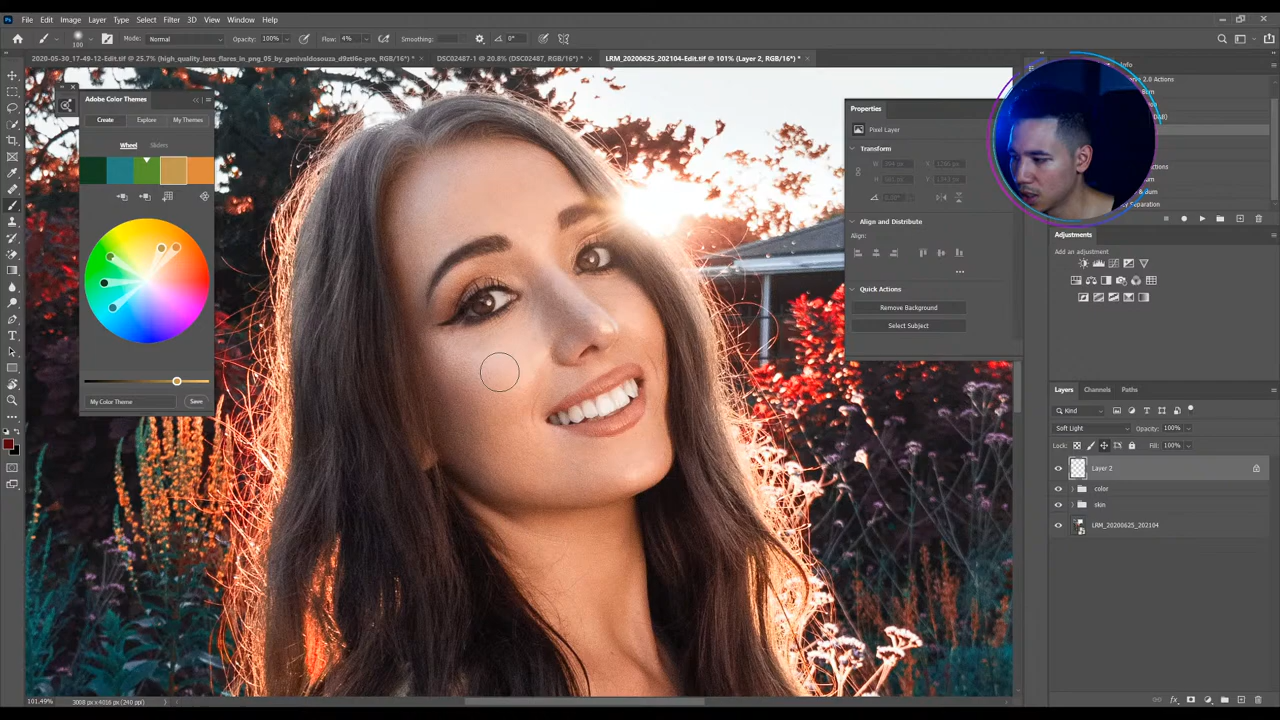 Ps File Edit Image Layer Type Select Filter 3D View Window Help
100 Mode: Normal Opacity: 100% Flow: 4% Smoothing: 0°
2020-05-30_17-49-12-Edit.tif @ 25.7% (high_quality_lens_flares_in_png_05_by_genivaldosouza_d9zsti6e-pre, RGB/16*) * × DSC02487-1 @ 20.8% (DSC02487, RGB/16*) * × LRM_20200625_202104-Edit.tif @ 101% (Layer 2, RGB/16*) * ×
Adobe Color Themes
Create Explore My Themes
Wheel Sliders
My Color Theme Save
Properties
Pixel Layer
Transform
W X
H Y
Align and Distribute
Align:
Quick Actions
Remove Background
Select Subject
Info
2.0 Actions
Adjustments
Add an adjustment
Layers Channels Paths
Kind
Soft Light Opacity: 100%
Lock: Fill: 100%
Layer 2
color
skin
LRM_20200625_202104
101.49% 3008 px x 4016 px (240 ppi)